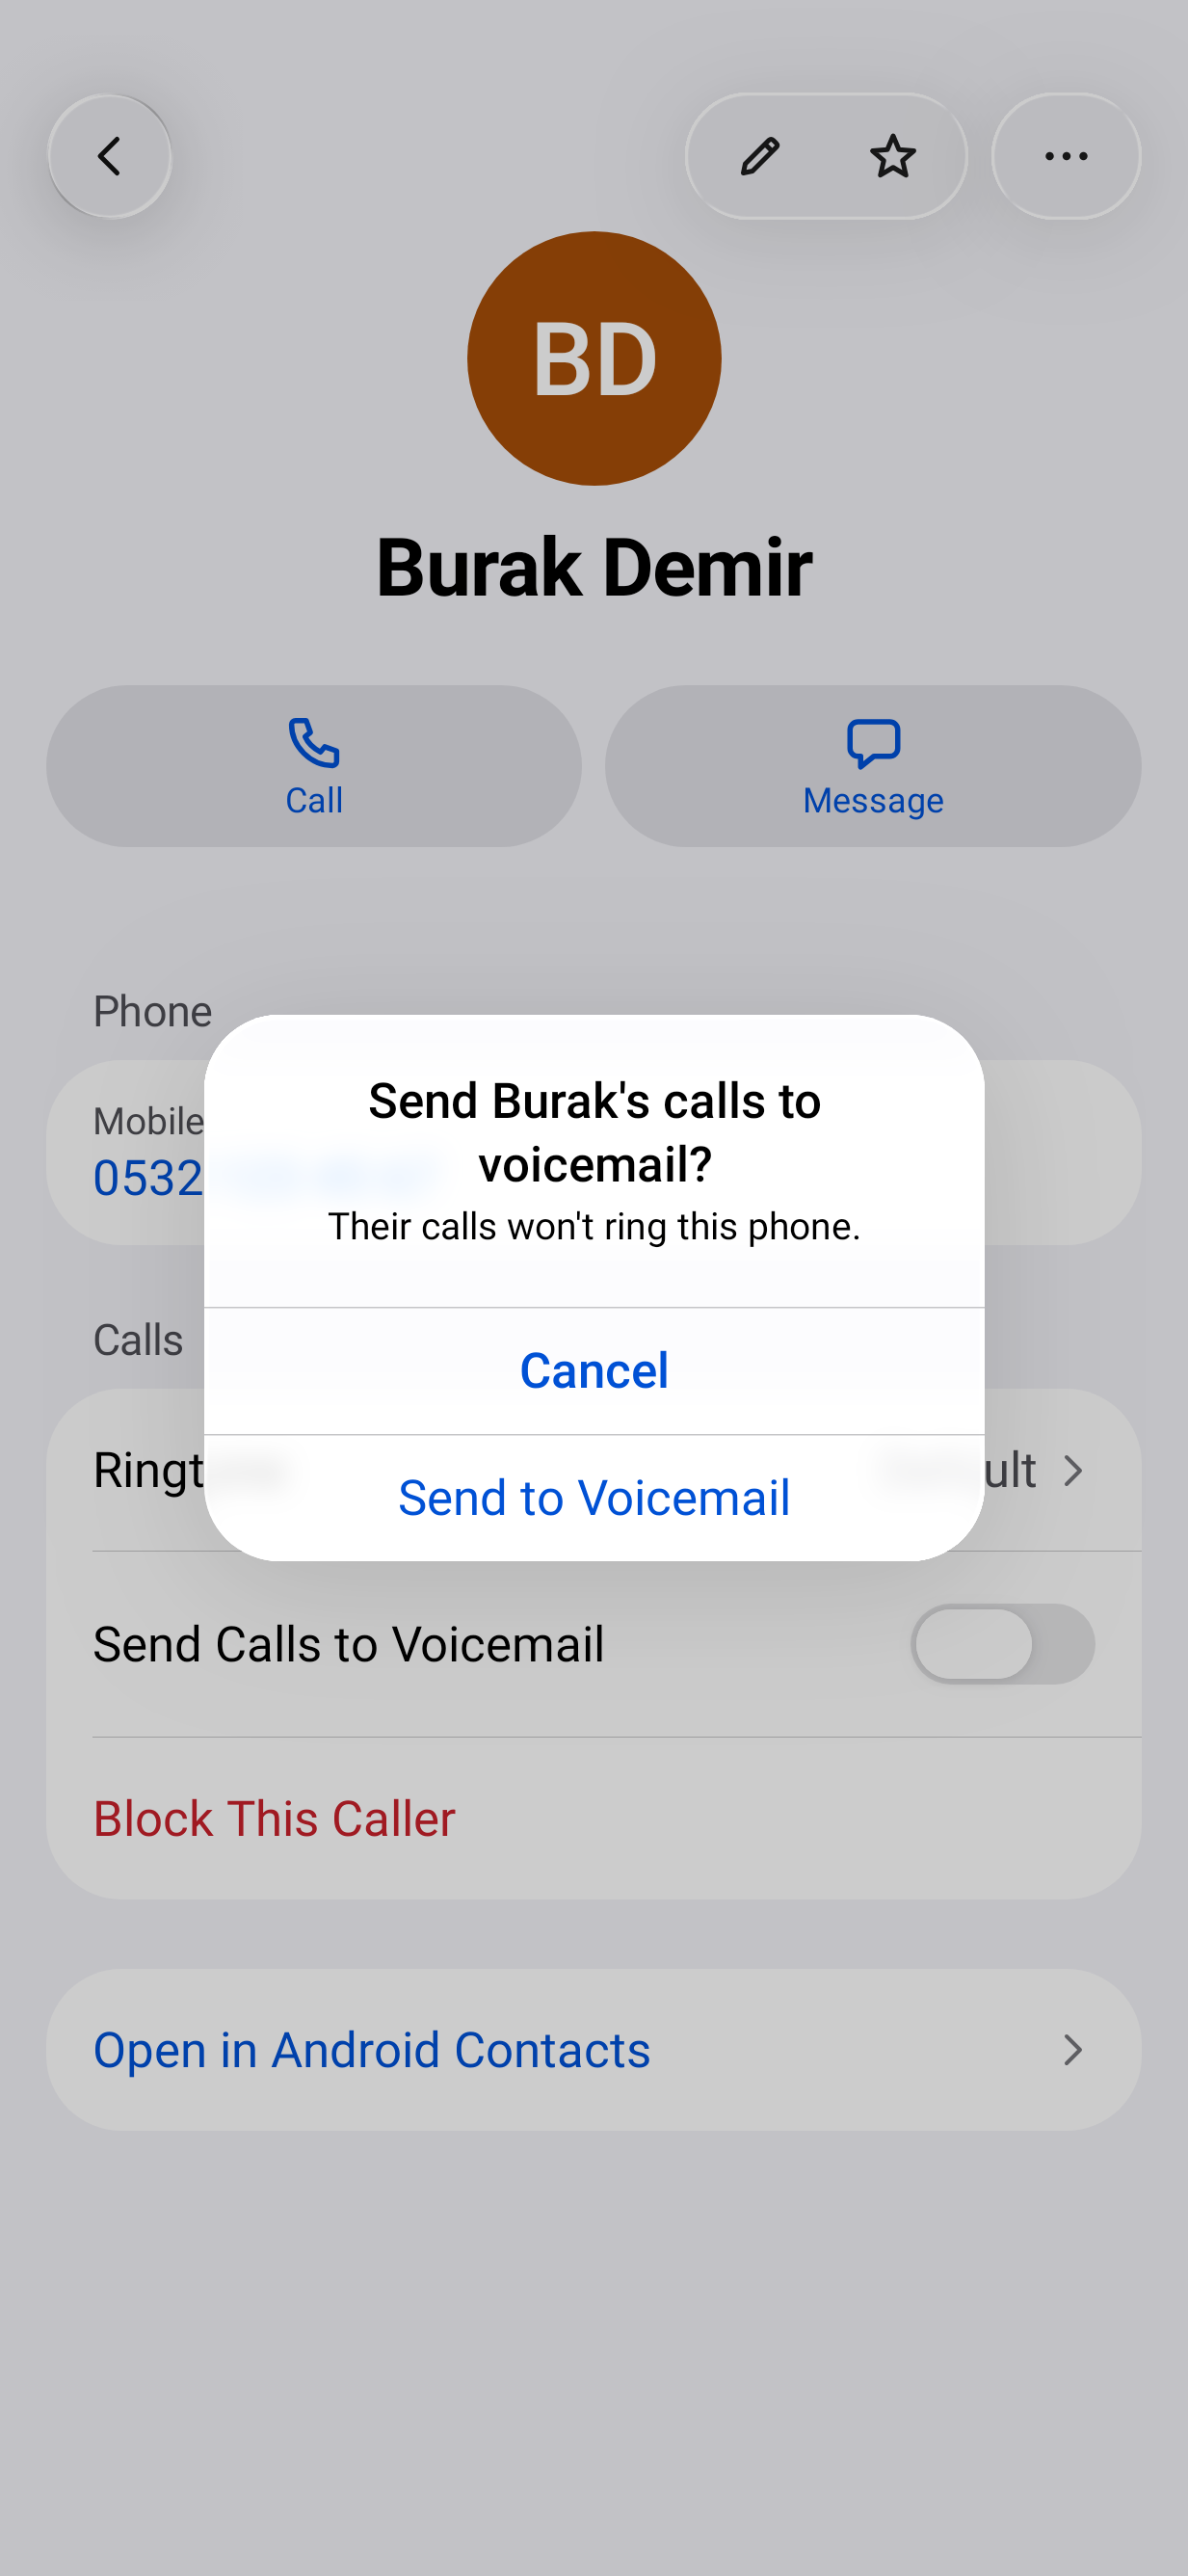 BD
Burak Demir
Call
Message
Phone
Mobile
0532
Send Burak's calls to
voicemail?
Their calls won't ring this phone.
Cancel
Send to Voicemail
Calls
Send Calls to Voicemail
Block This Caller
Open in Android Contacts